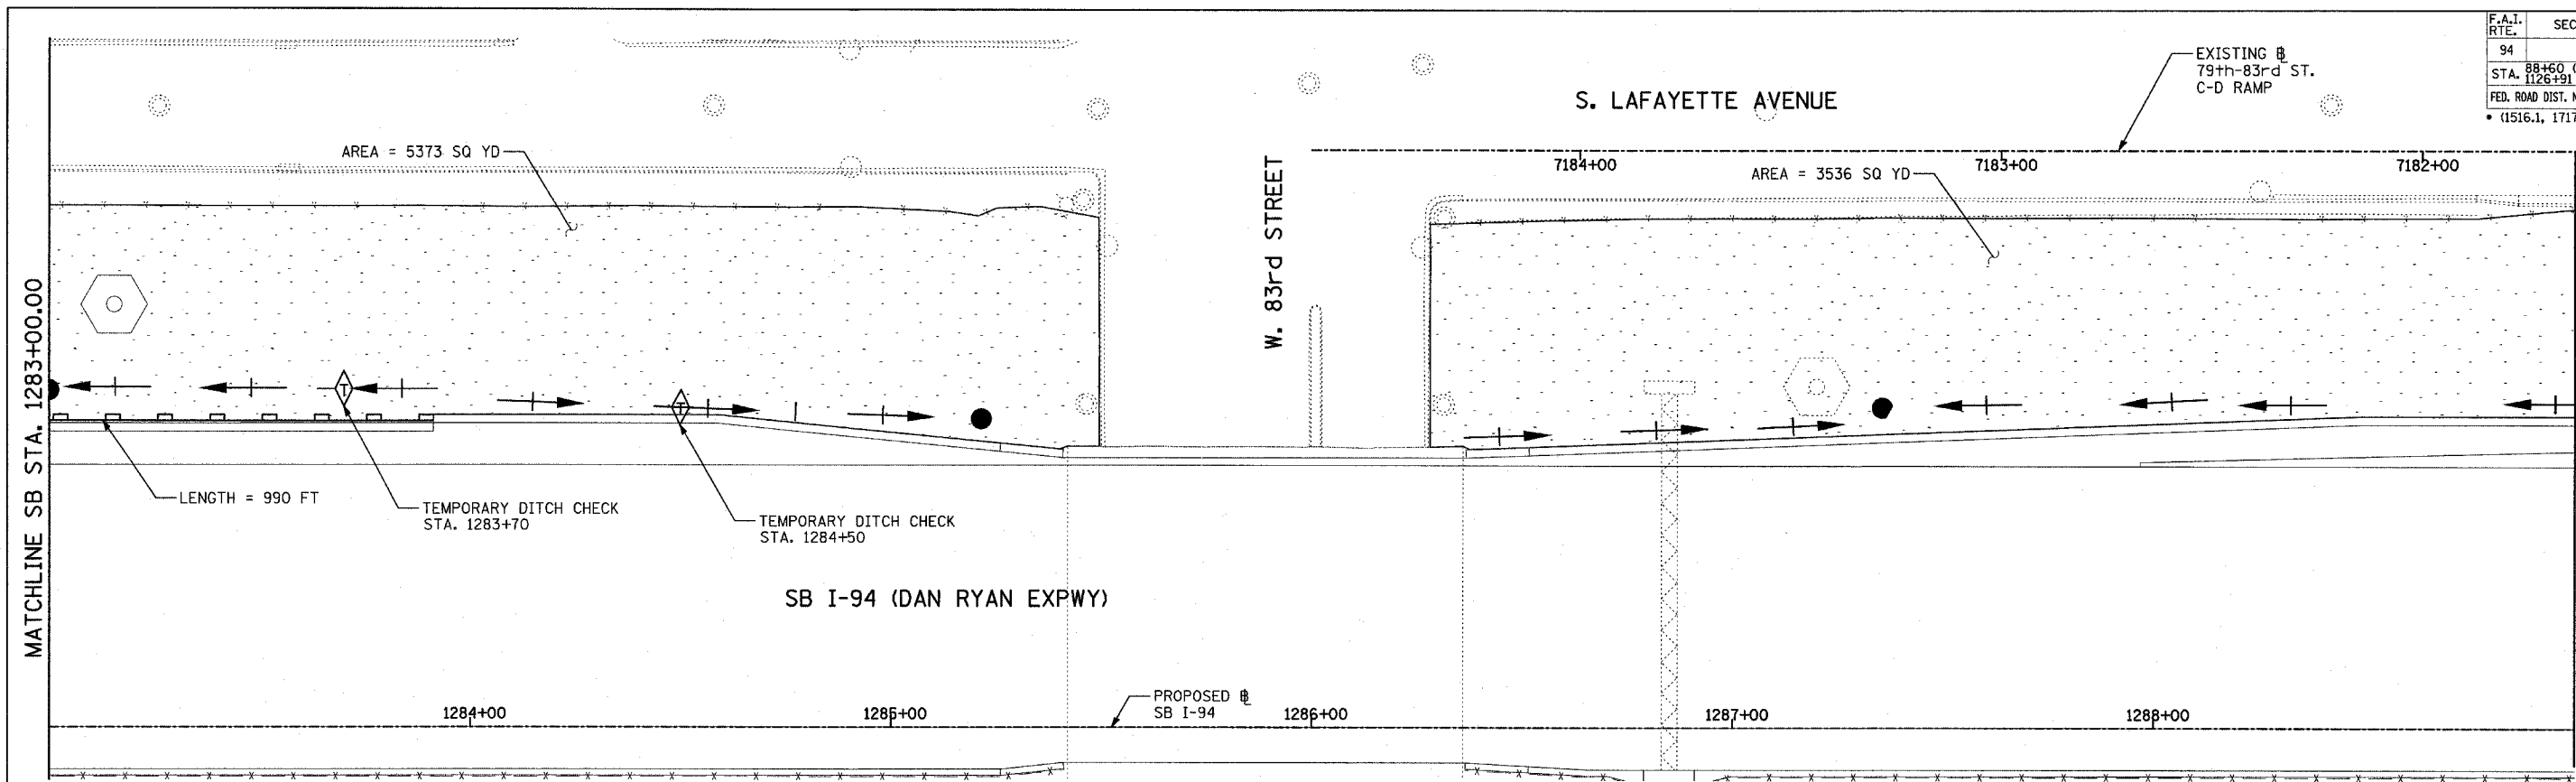 F.A.I.
RTE.
SEC
94
STA. 88+60 (
1126+91
FED. ROAD DIST. N
• (1516.1, 1717
EXISTING B
79th-83rd ST.
C-D RAMP
S. LAFAYETTE AVENUE
AREA = 5373 SQ YD
7184+00
7183+00
7182+00
AREA = 3536 SQ YD
W. 83rd STREET
MATCHLINE SB STA. 1283+00.00
T
T
LENGTH = 990 FT
TEMPORARY DITCH CHECK
STA. 1283+70
TEMPORARY DITCH CHECK
STA. 1284+50
SB I-94 (DAN RYAN EXPWY)
PROPOSED B
SB I-94
1284+00
1285+00
1286+00
1287+00
1288+00